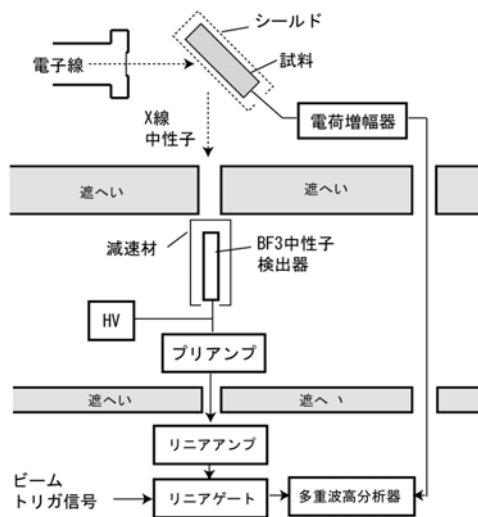 シールド
試料
電子線
X線
中性子
電荷増幅器
遮へい
遮へい
減速材
BF3中性子
検出器
HV
プリアンプ
遮へい
遮へ
リニアアンプ
ビーム
トリガ信号
リニアゲート
多重波高分析器